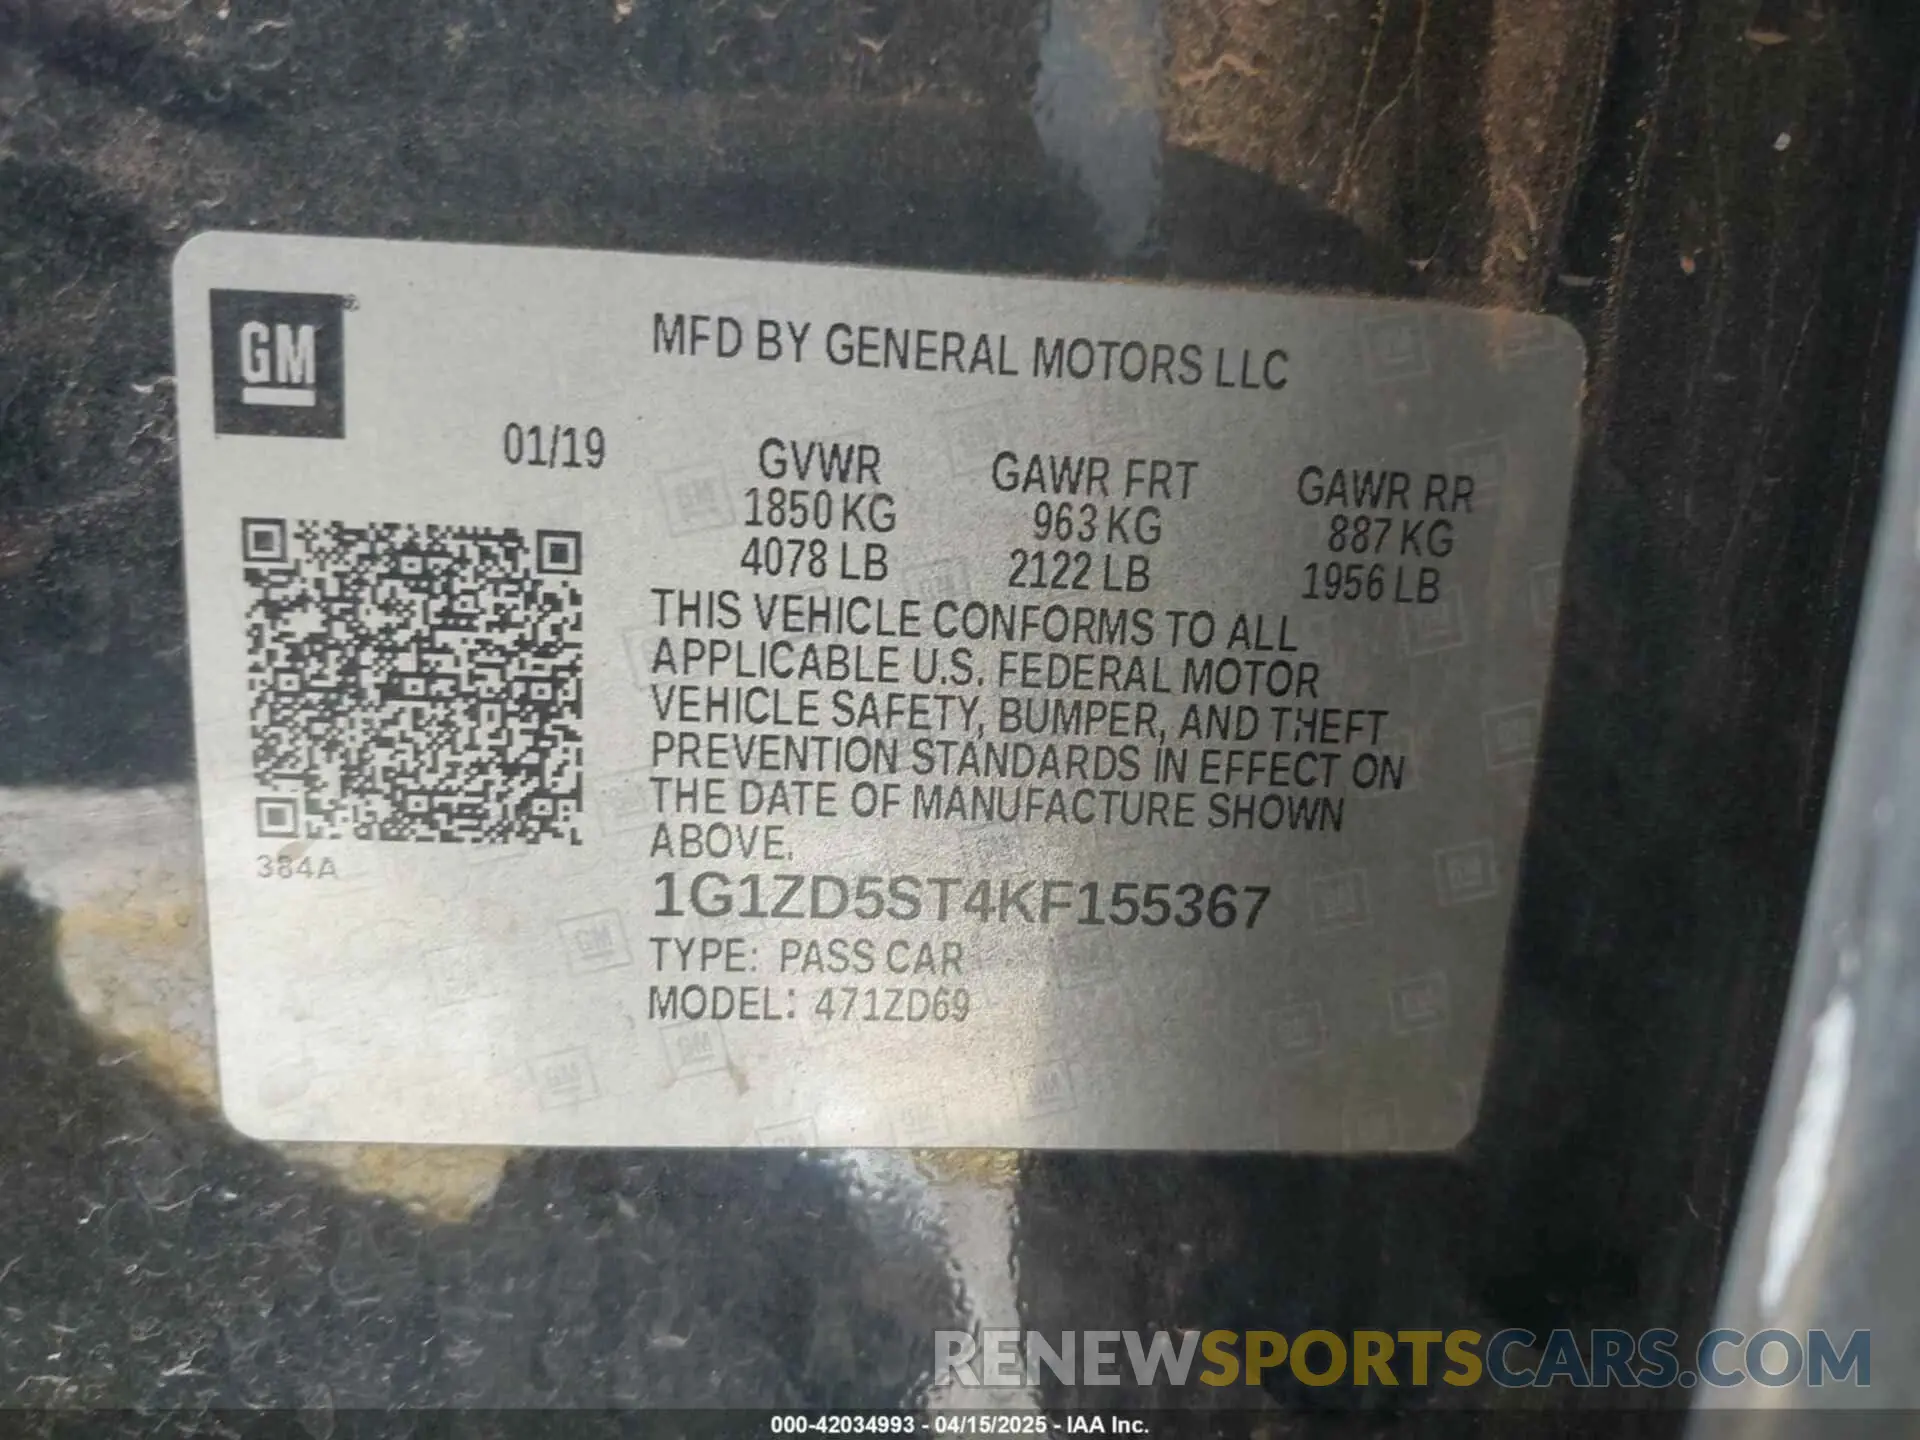 GM
MFD BY GENERAL MOTORS LLC
01/19
GVWR GAWR FRT GAWR RR
1850 KG 963 KG 887 KG
4078 LB 2122 LB 1956 LB
THIS VEHICLE CONFORMS TO ALL
APPLICABLE U.S. FEDERAL MOTOR
VEHICLE SAFETY, BUMPER, AND THEFT
PREVENTION STANDARDS IN EFFECT ON
THE DATE OF MANUFACTURE SHOWN
ABOVE.
384A
1G1ZD5ST4KF155367
TYPE: PASS CAR
MODEL: 471ZD69
RENEWSPORTSCARS.COM
000-42034993 - 04/15/2025 - IAA Inc.